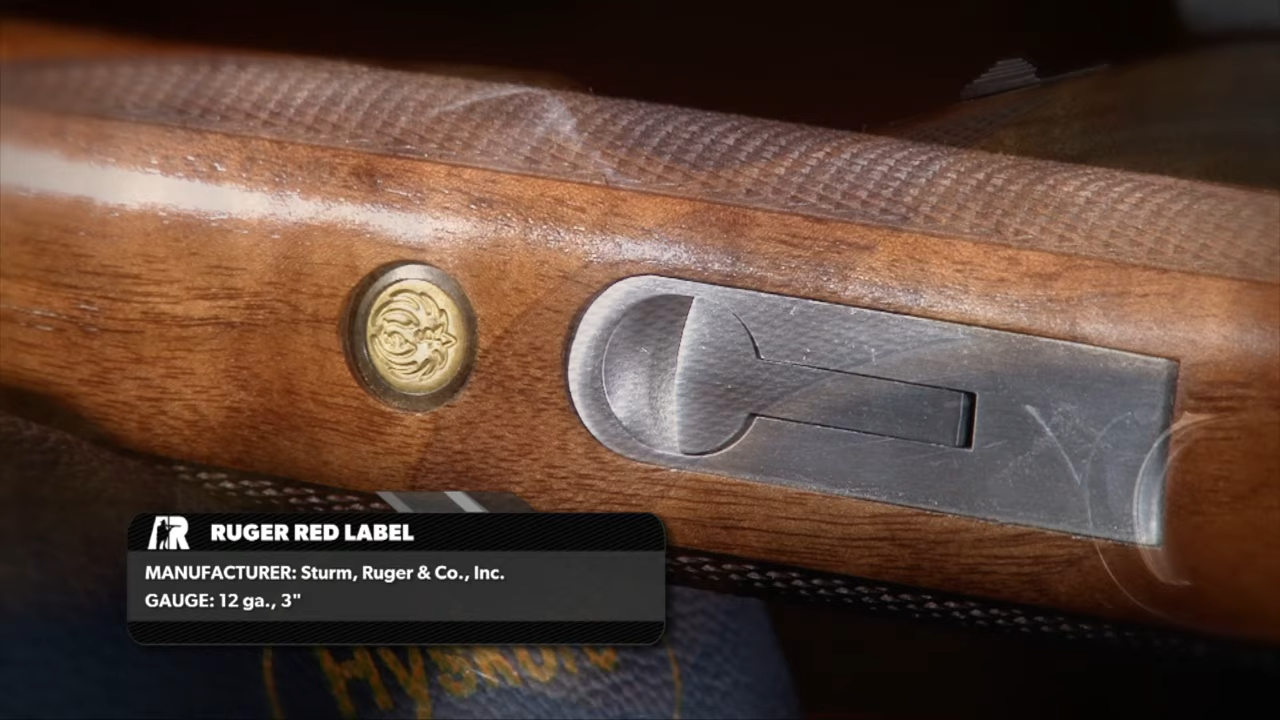 RUGER RED LABEL
MANUFACTURER: Sturm, Ruger & Co., Inc.
GAUGE: 12 ga., 3"